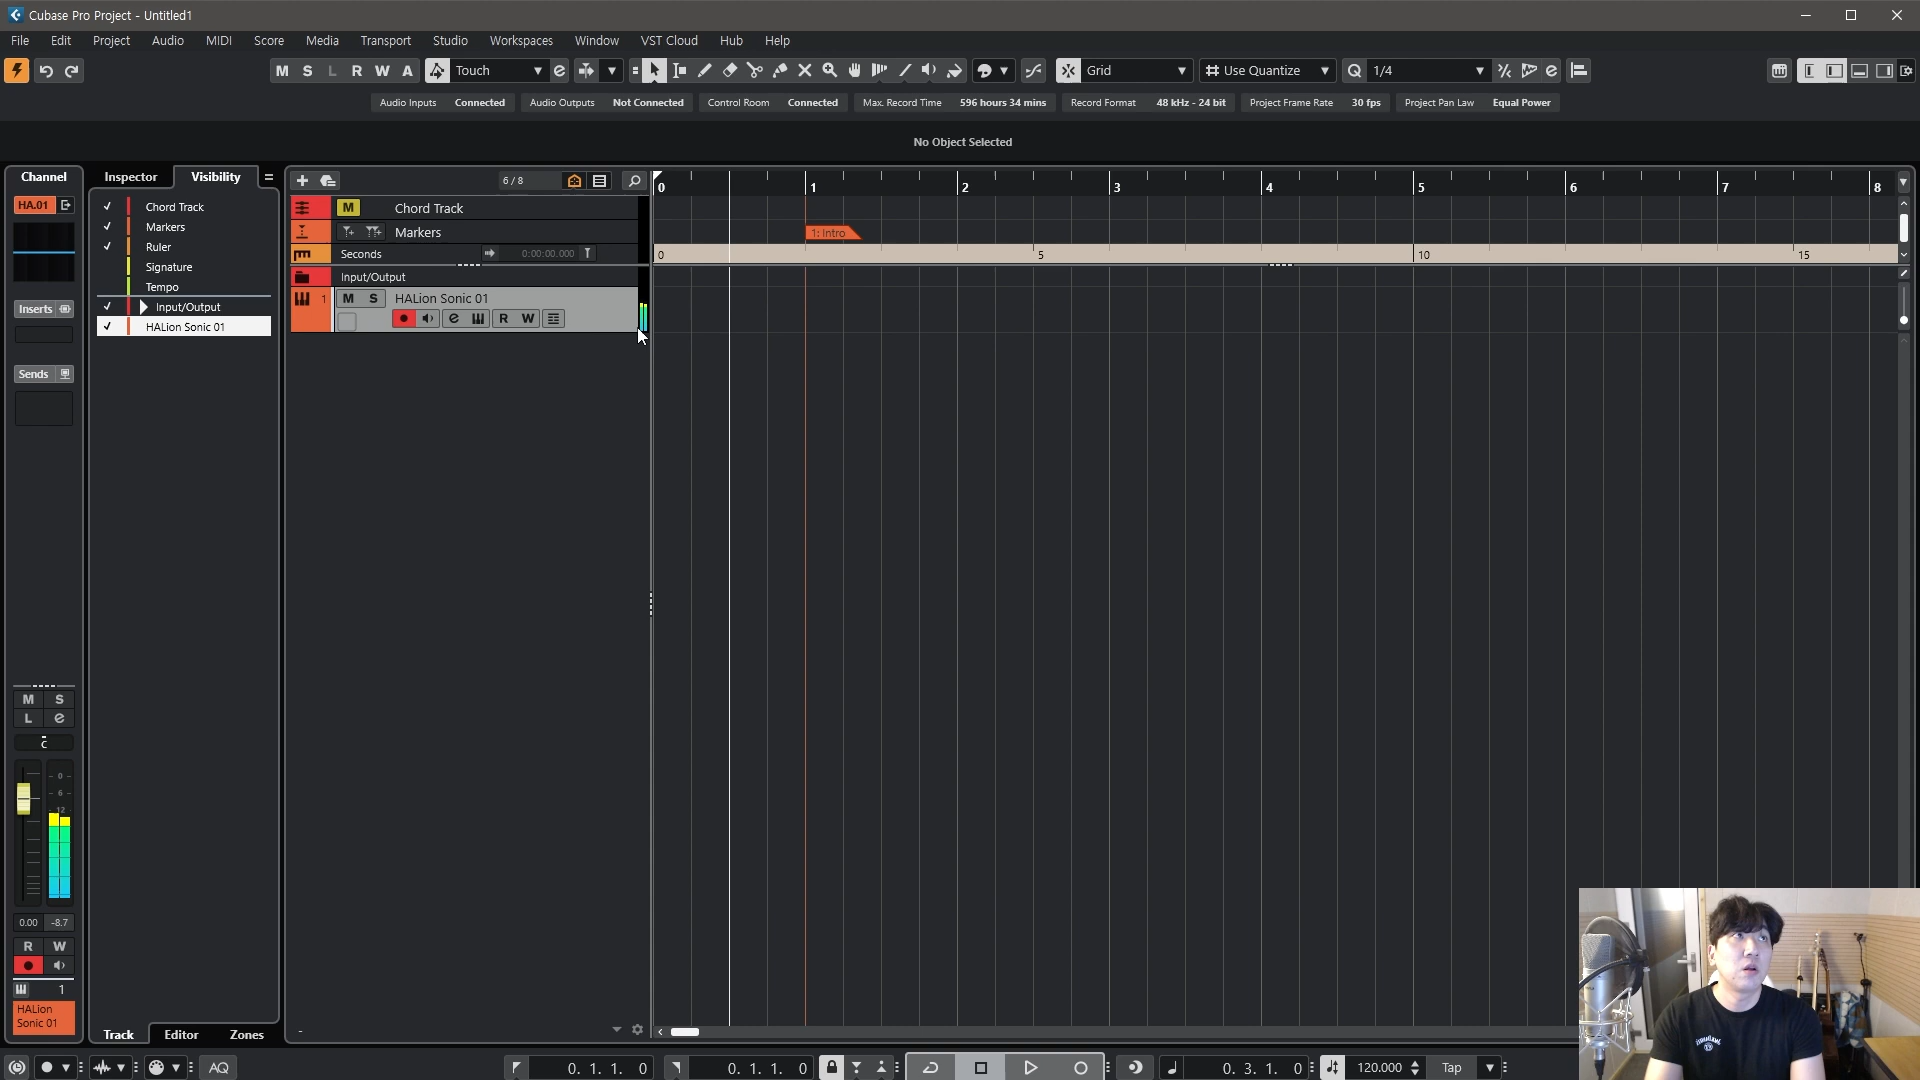 Cubase Pro Project - Untitled1
File Edit Project Audio MIDI Score Media Transport Studio Workspaces Window VST Cloud Hub Help
M S L R W A Touch e Grid Use Quantize Q 1/4 e
Audio Inputs Connected Audio Outputs Not Connected Control Room Connected Max. Record Time 596 hours 34 mins Record Format 48 kHz - 24 bit Project Frame Rate 30 fps Project Pan Law Equal Power
No Object Selected
Channel Inspector Visibility
6 / 8
0 1 2 3 4 5 6 7 8
HA.01
Chord Track
Markers
Ruler
Signature
Tempo
Input/Output
HALion Sonic 01
M Chord Track
Markers
1: Intro
Seconds 0:00:00.000
0 5 10 15
Input/Output
1 M S HALion Sonic 01
e R W
Inserts
Sends
M S
L e
C
0
6
12
0.00 -8.7
R W
1
HALion
Sonic 01
Track Editor Zones
AQ 0. 1. 1. 0 0. 1. 1. 0 0. 3. 1. 0 120.000 Tap